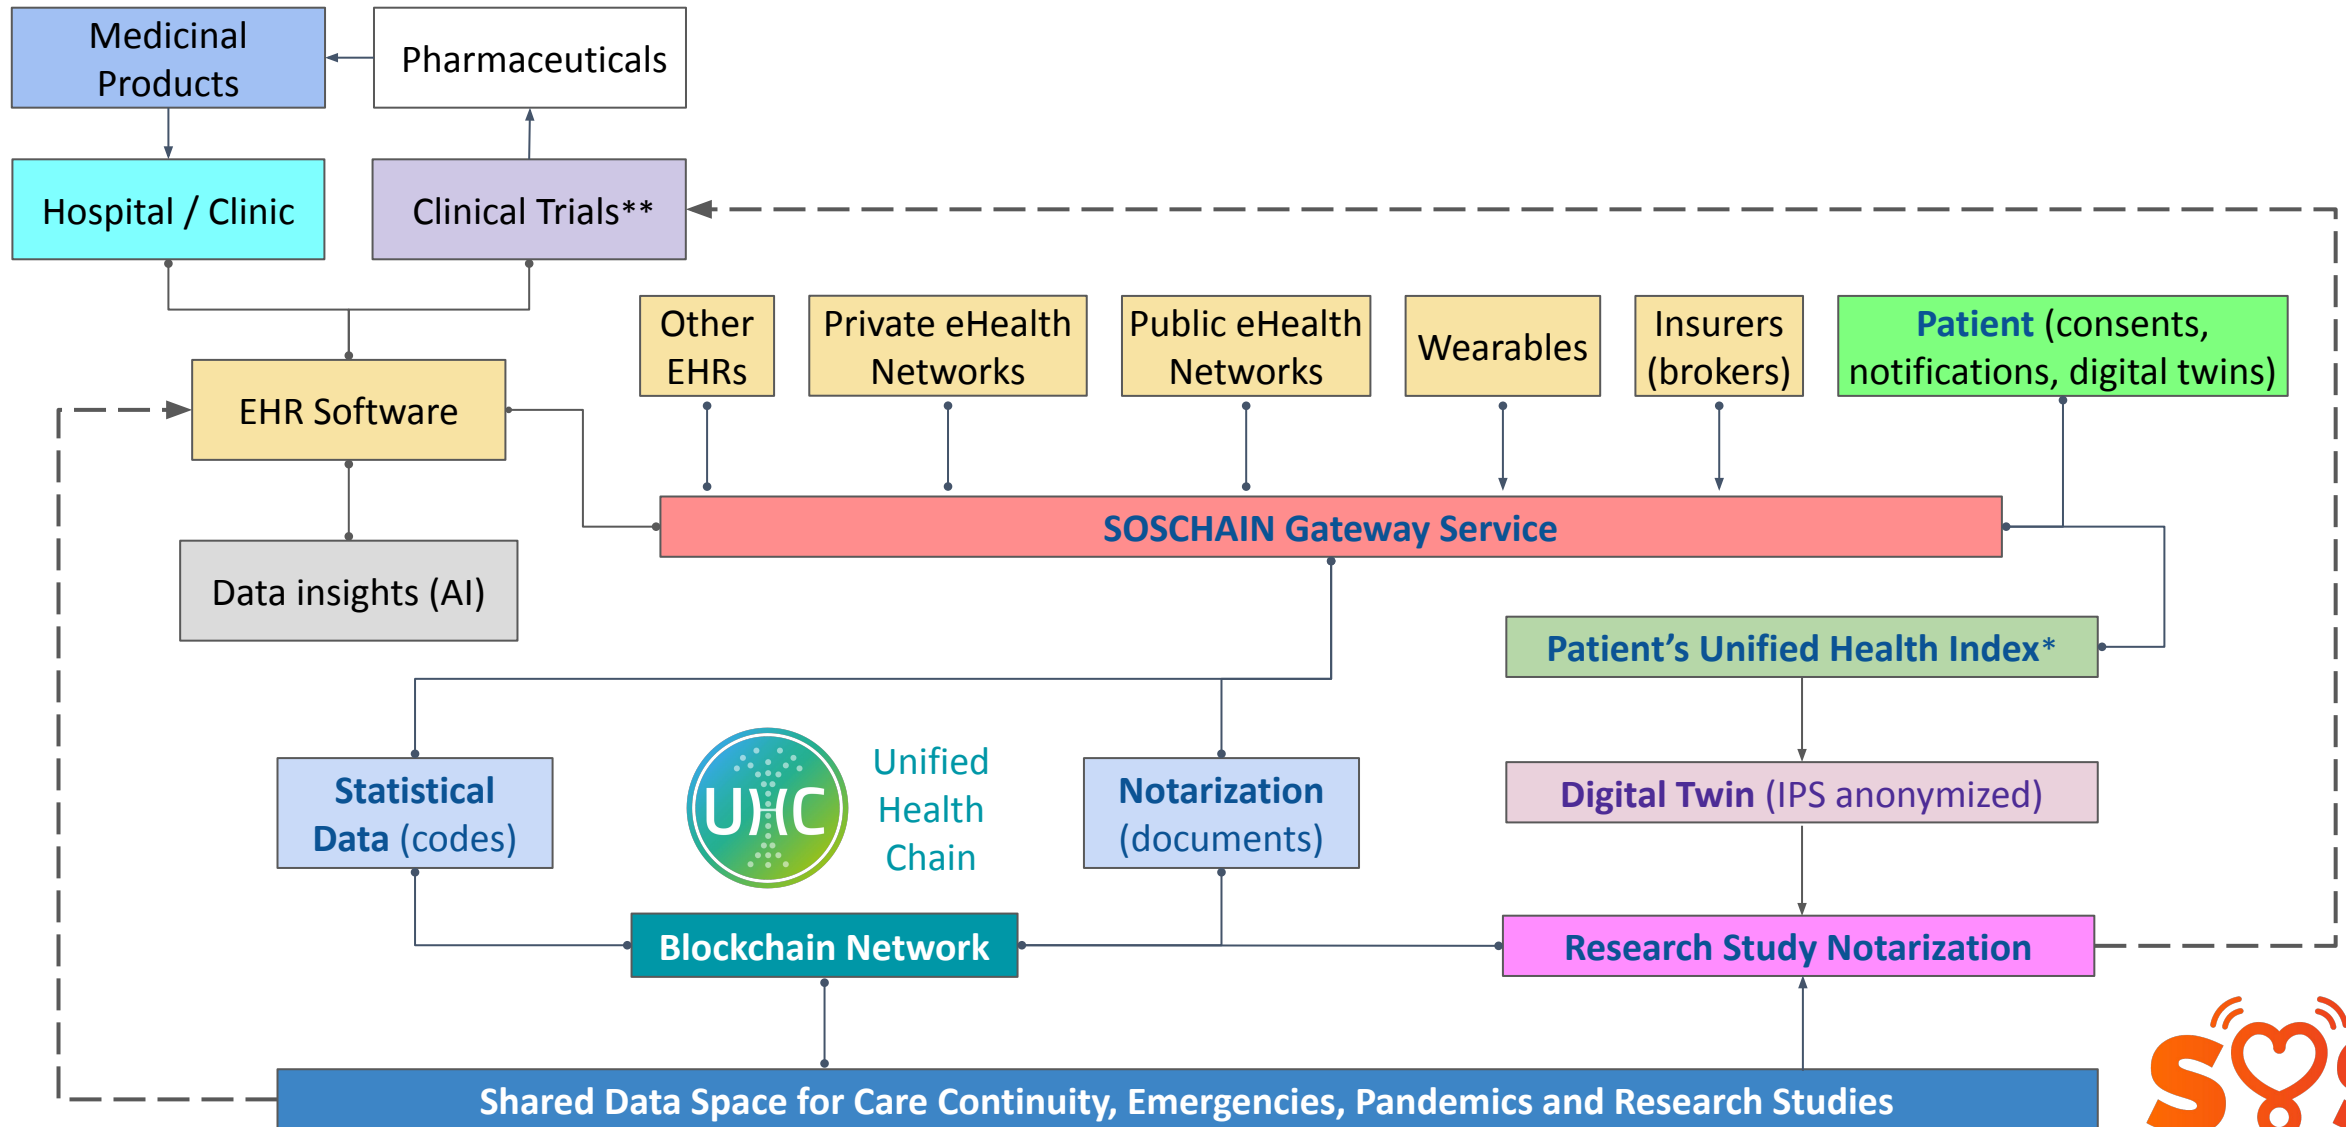 Medicinal
Products
Pharmaceuticals
Hospital / Clinic
Clinical Trials**
Other
EHRs
Private eHealth
Networks
Public eHealth
Networks
Wearables
Insurers
(brokers)
Patient (consents,
notifications, digital twins)
EHR Software
SOSCHAIN Gateway Service
Data insights (AI)
Patient’s Unified Health Index*
Statistical
Data (codes)
UHC
Unified
Health
Chain
Notarization
(documents)
Digital Twin (IPS anonymized)
Blockchain Network
Research Study Notarization
Shared Data Space for Care Continuity, Emergencies, Pandemics and Research Studies